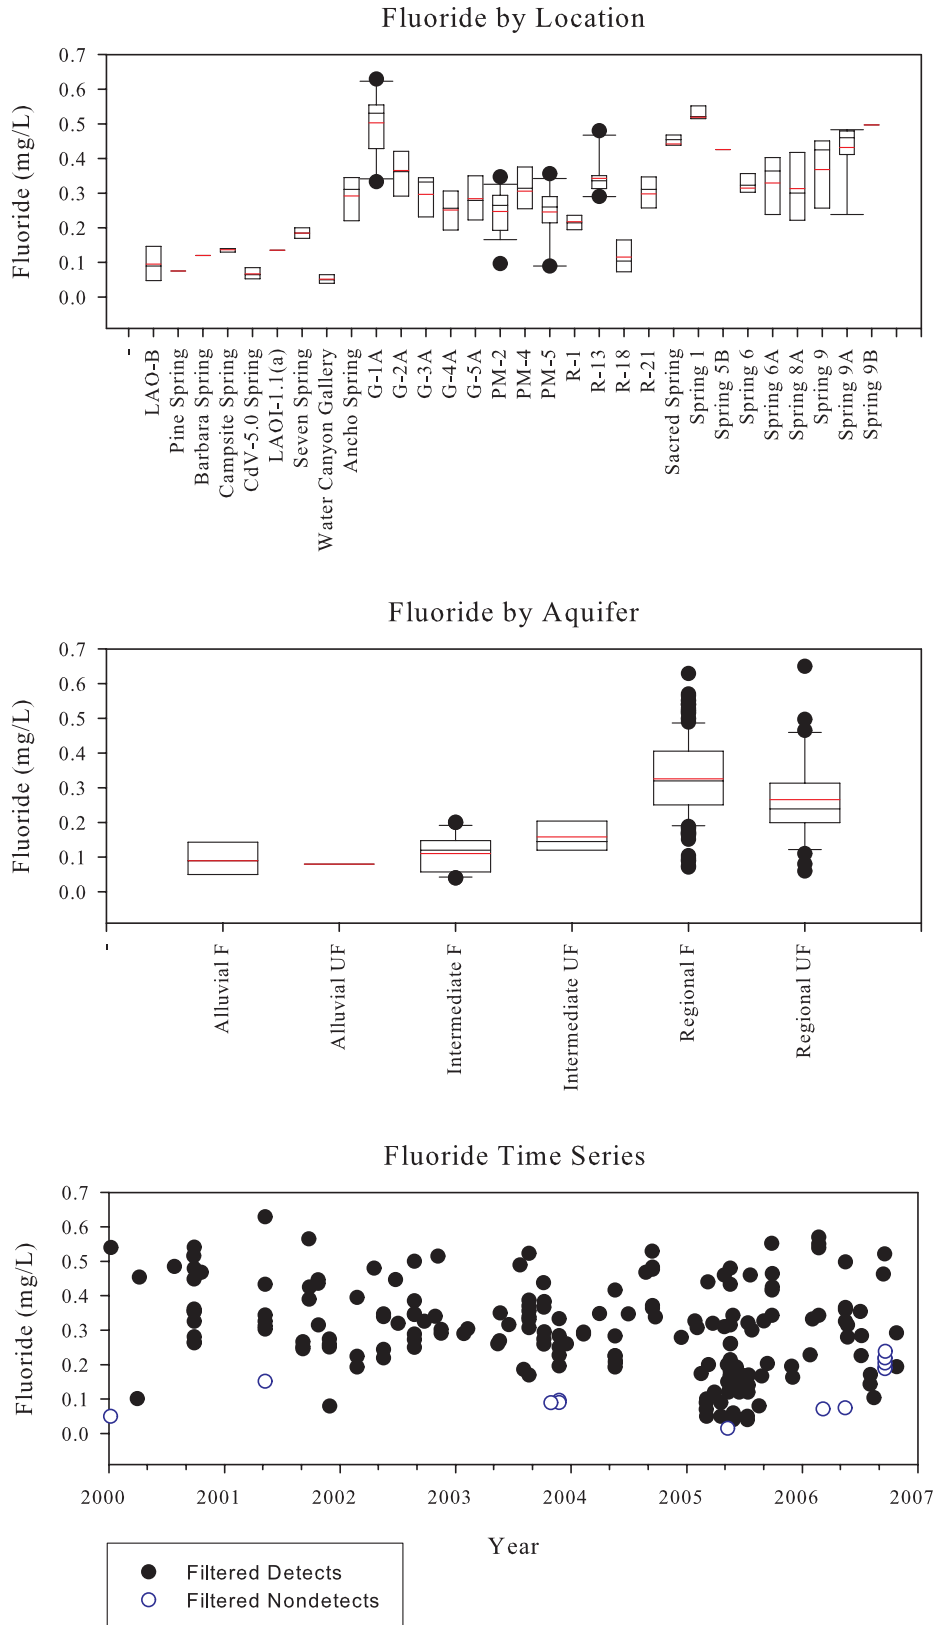 Fluoride by Location
Fluoride (mg/L)
0.7
0.6
0.5
0.4
0.3
0.2
0.1
0.0
-
LAO-B
Pine Spring
Barbara Spring
Campsite Spring
CdV-5.0 Spring
LAOI-1.1(a)
Seven Spring
Water Canyon Gallery
Ancho Spring
G-1A
G-2A
G-3A
G-4A
G-5A
PM-2
PM-4
PM-5
R-1
R-13
R-18
R-21
Sacred Spring
Spring 1
Spring 5B
Spring 6
Spring 6A
Spring 8A
Spring 9
Spring 9A
Spring 9B
Fluoride by Aquifer
Fluoride (mg/L)
0.7
0.6
0.5
0.4
0.3
0.2
0.1
0.0
-
Alluvial F
Alluvial UF
Intermediate F
Intermediate UF
Regional F
Regional UF
Fluoride Time Series
Fluoride (mg/L)
0.7
0.6
0.5
0.4
0.3
0.2
0.1
0.0
2000 2001 2002 2003 2004 2005 2006 2007
Year
Filtered Detects
Filtered Nondetects